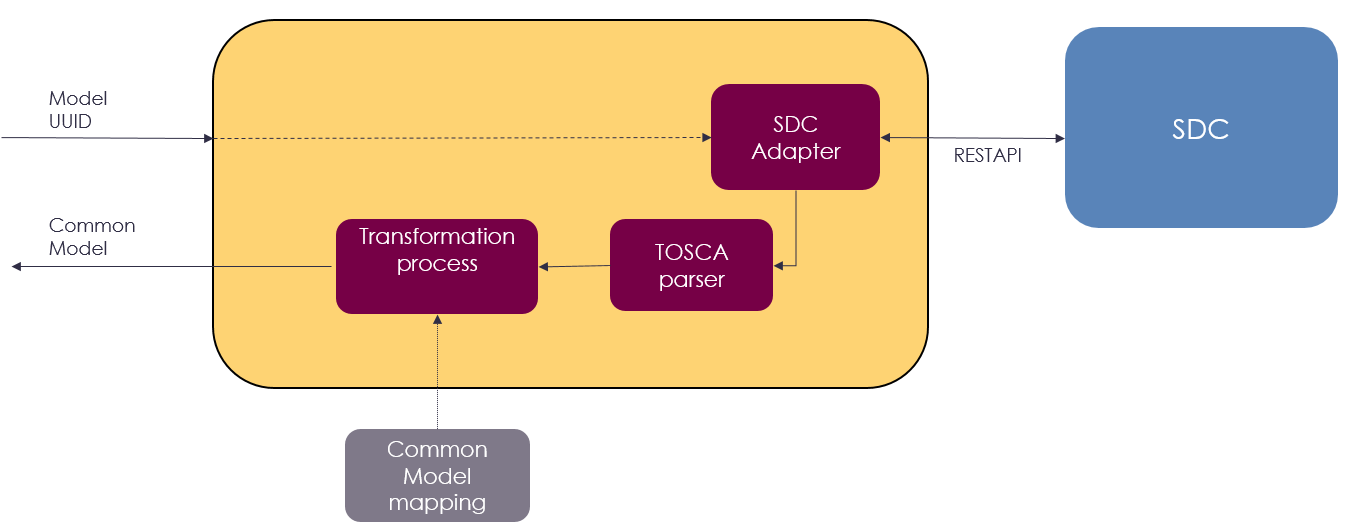 Model
UUID
SDC
Adapter
RESTAPI
SDC
Common
Model
Transformation
process
TOSCA
parser
Common
Model
mapping